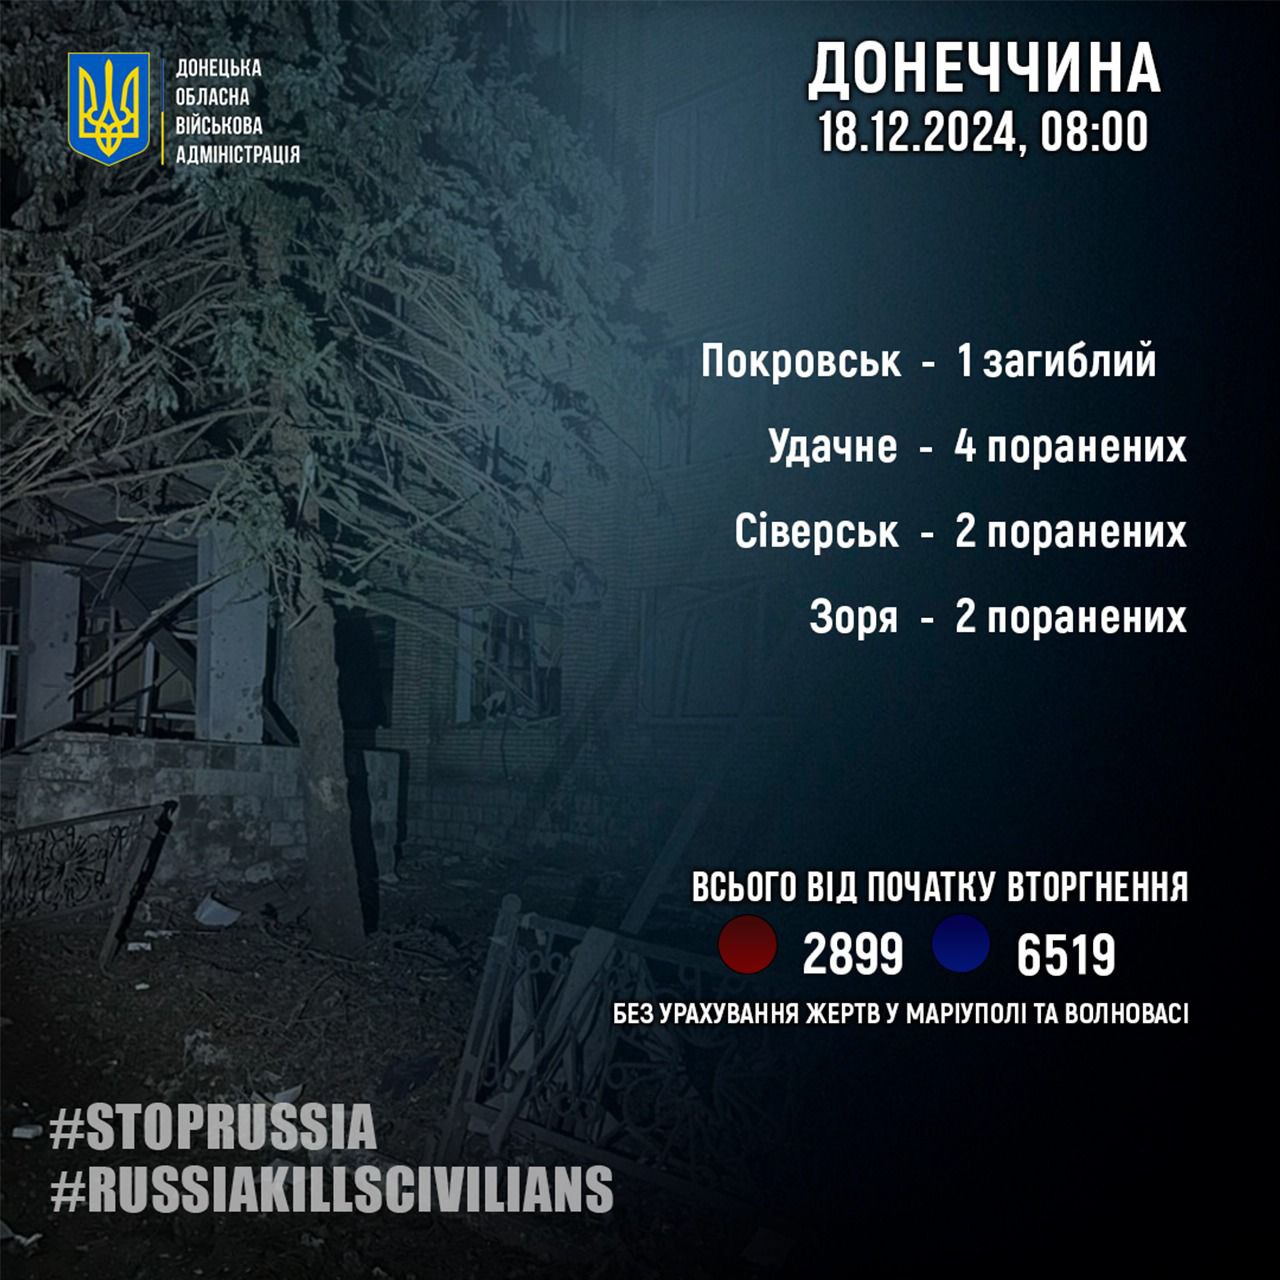 ДОНЕЦЬКА
ОБЛАСНА
ВІЙСЬКОВА
АДМІНІСТРАЦІЯ
ДОНЕЧЧИНА
18.12.2024, 08:00
Покровськ - 1 загиблий
Удачне - 4 поранених
Сіверськ - 2 поранених
Зоря - 2 поранених
ВСЬОГО ВІД ПОЧАТКУ ВТОРГНЕННЯ
2899 6519
БЕЗ УРАХУВАННЯ ЖЕРТВ У МАРІУПОЛІ ТА ВОЛНОВАСІ
#STOPRUSSIA
#RUSSIAKILLSCIVILIANS